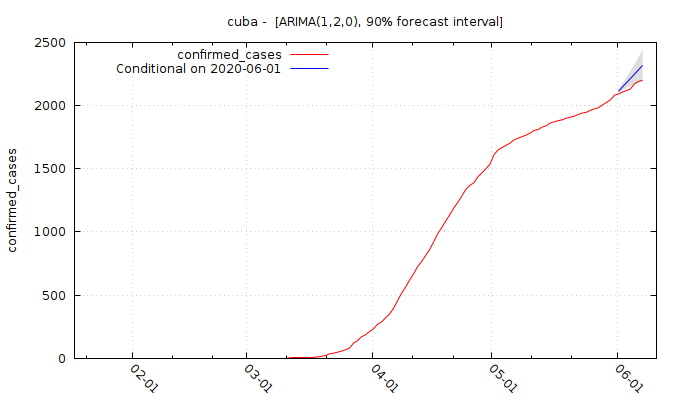 cuba -  [ARIMA(1,2,0), 90% forecast interval]
2500
2000
1500
1000
500
0
confirmed_cases
confirmed_cases
Conditional on 2020-06-01
02-01
03-01
04-01
05-01
06-01